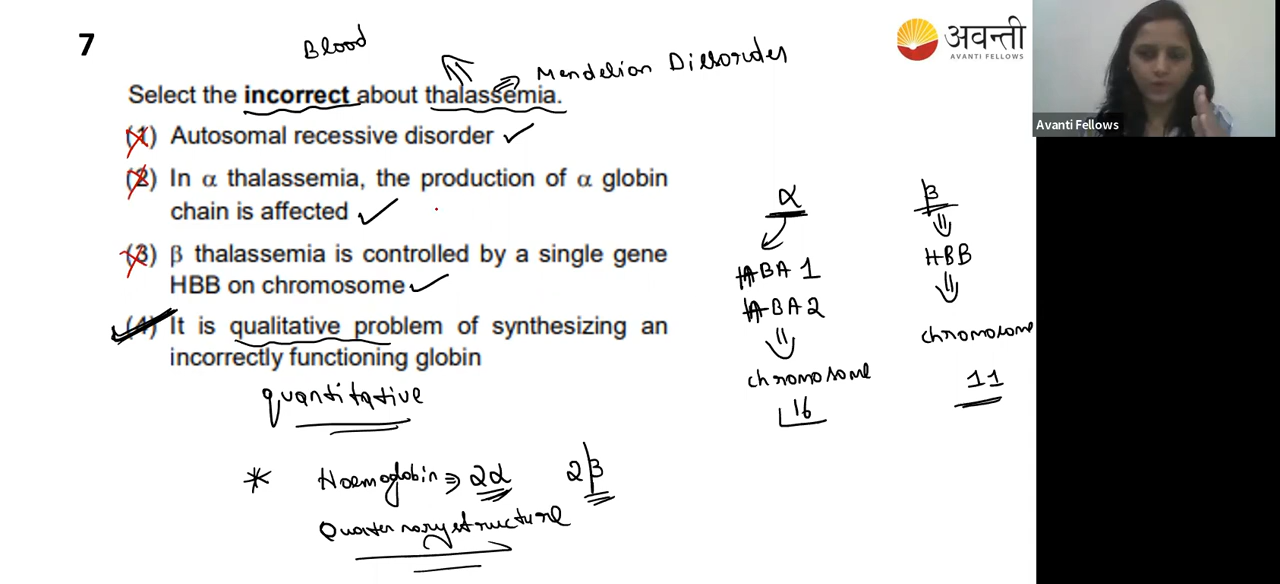 7
Blood
Mendelian Disorder
Select the incorrect about thalassemia.
(1) Autosomal recessive disorder
(2) In α thalassemia, the production of α globin
chain is affected
(3) β thalassemia is controlled by a single gene
HBB on chromosome
(4) It is qualitative problem of synthesizing an
incorrectly functioning globin
quantitative
* Haemoglobin ⇒ 2α 2β
Quaternary structure
α
HBA 1
HBA 2
chromosome
16
β
HBB
chromosome
11
अवन्ती
AVANTI FELLOWS
Avanti Fellows